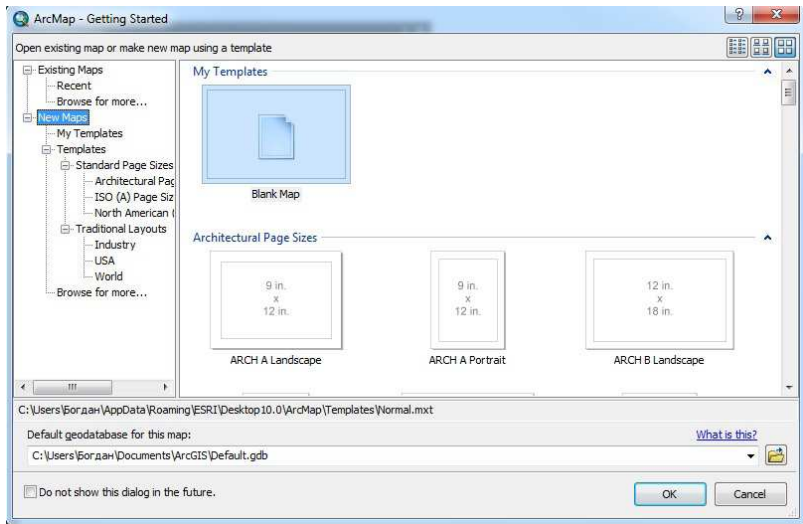 ArcMap - Getting Started
Open existing map or make new map using a template
Existing Maps
Recent
Browse for more...
New Maps
My Templates
Templates
Standard Page Sizes
Architectural Pag
ISO (A) Page Siz
North American (
Traditional Layouts
Industry
USA
World
Browse for more...
My Templates
Blank Map
Architectural Page Sizes
9 in.
x
12 in.
ARCH A Landscape
9 in.
x
12 in.
ARCH A Portrait
12 in.
x
18 in.
ARCH B Landscape
C:\Users\Богдан\AppData\Roaming\ESRI\Desktop10.0\ArcMap\Templates\Normal.mxt
Default geodatabase for this map:
What is this?
C:\Users\Богдан\Documents\ArcGIS\Default.gdb
Do not show this dialog in the future.
OK
Cancel